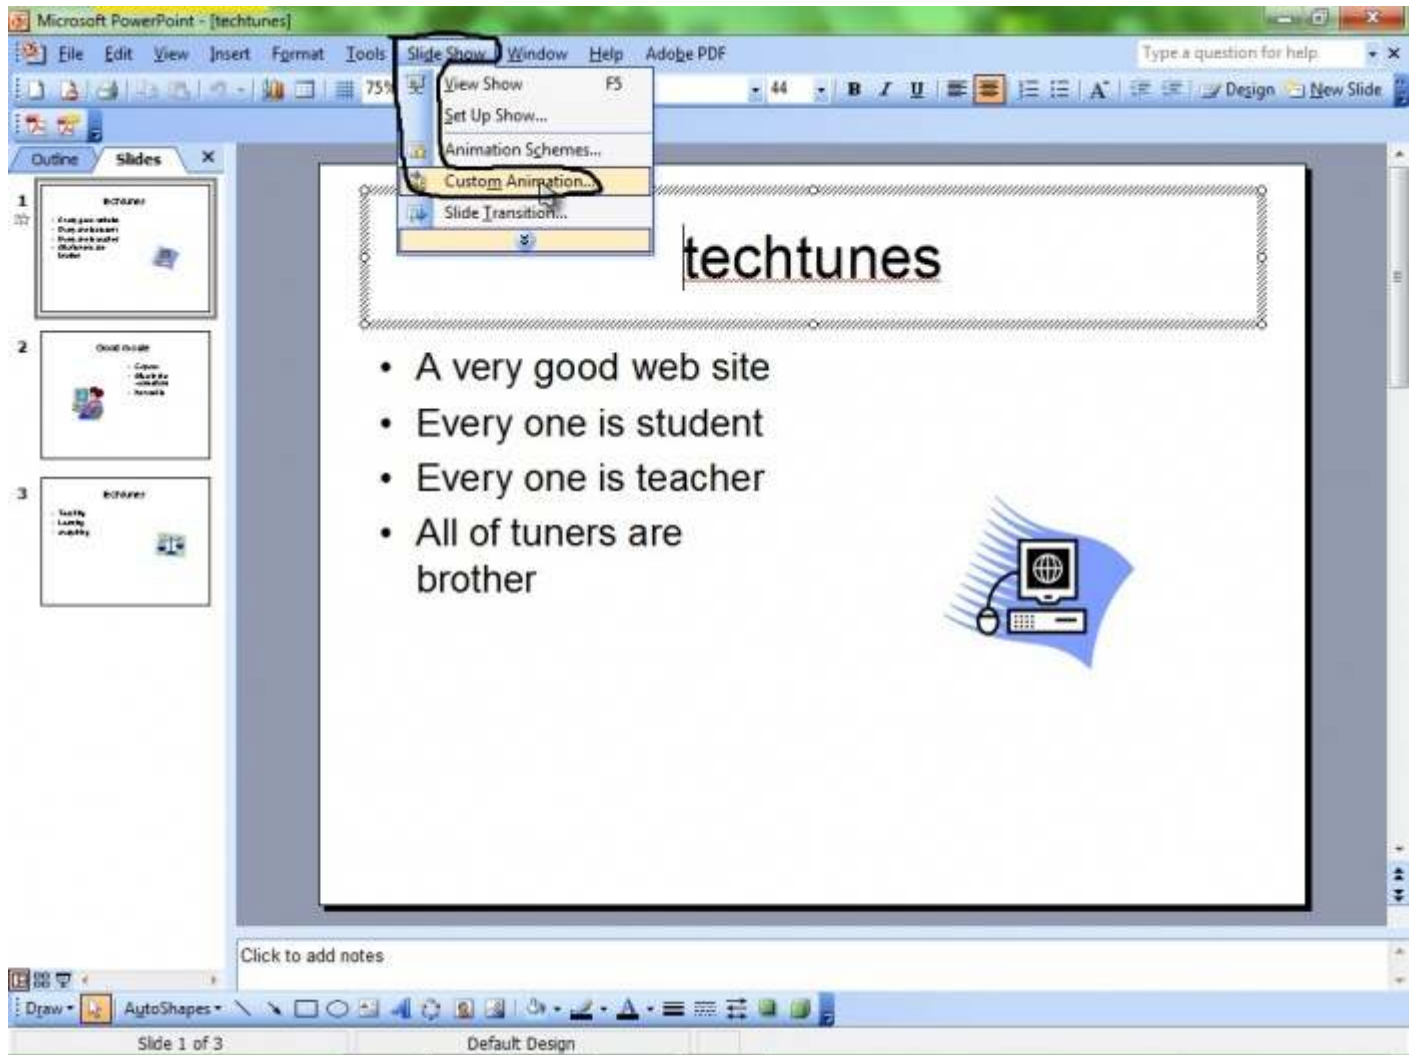 Microsoft PowerPoint - [techtunes]
File Edit View Insert Format Tools Slide Show Window Help Adobe PDF
Type a question for help
75%
44 B I U A Design New Slide
View Show F5
Set Up Show...
Animation Schemes...
Custom Animation...
Slide Transition...
Outline Slides
1
2
Good mouse
3
techtunes
• A very good web site
• Every one is student
• Every one is teacher
• All of tuners are
brother
Click to add notes
Draw AutoShapes A
Slide 1 of 3 Default Design